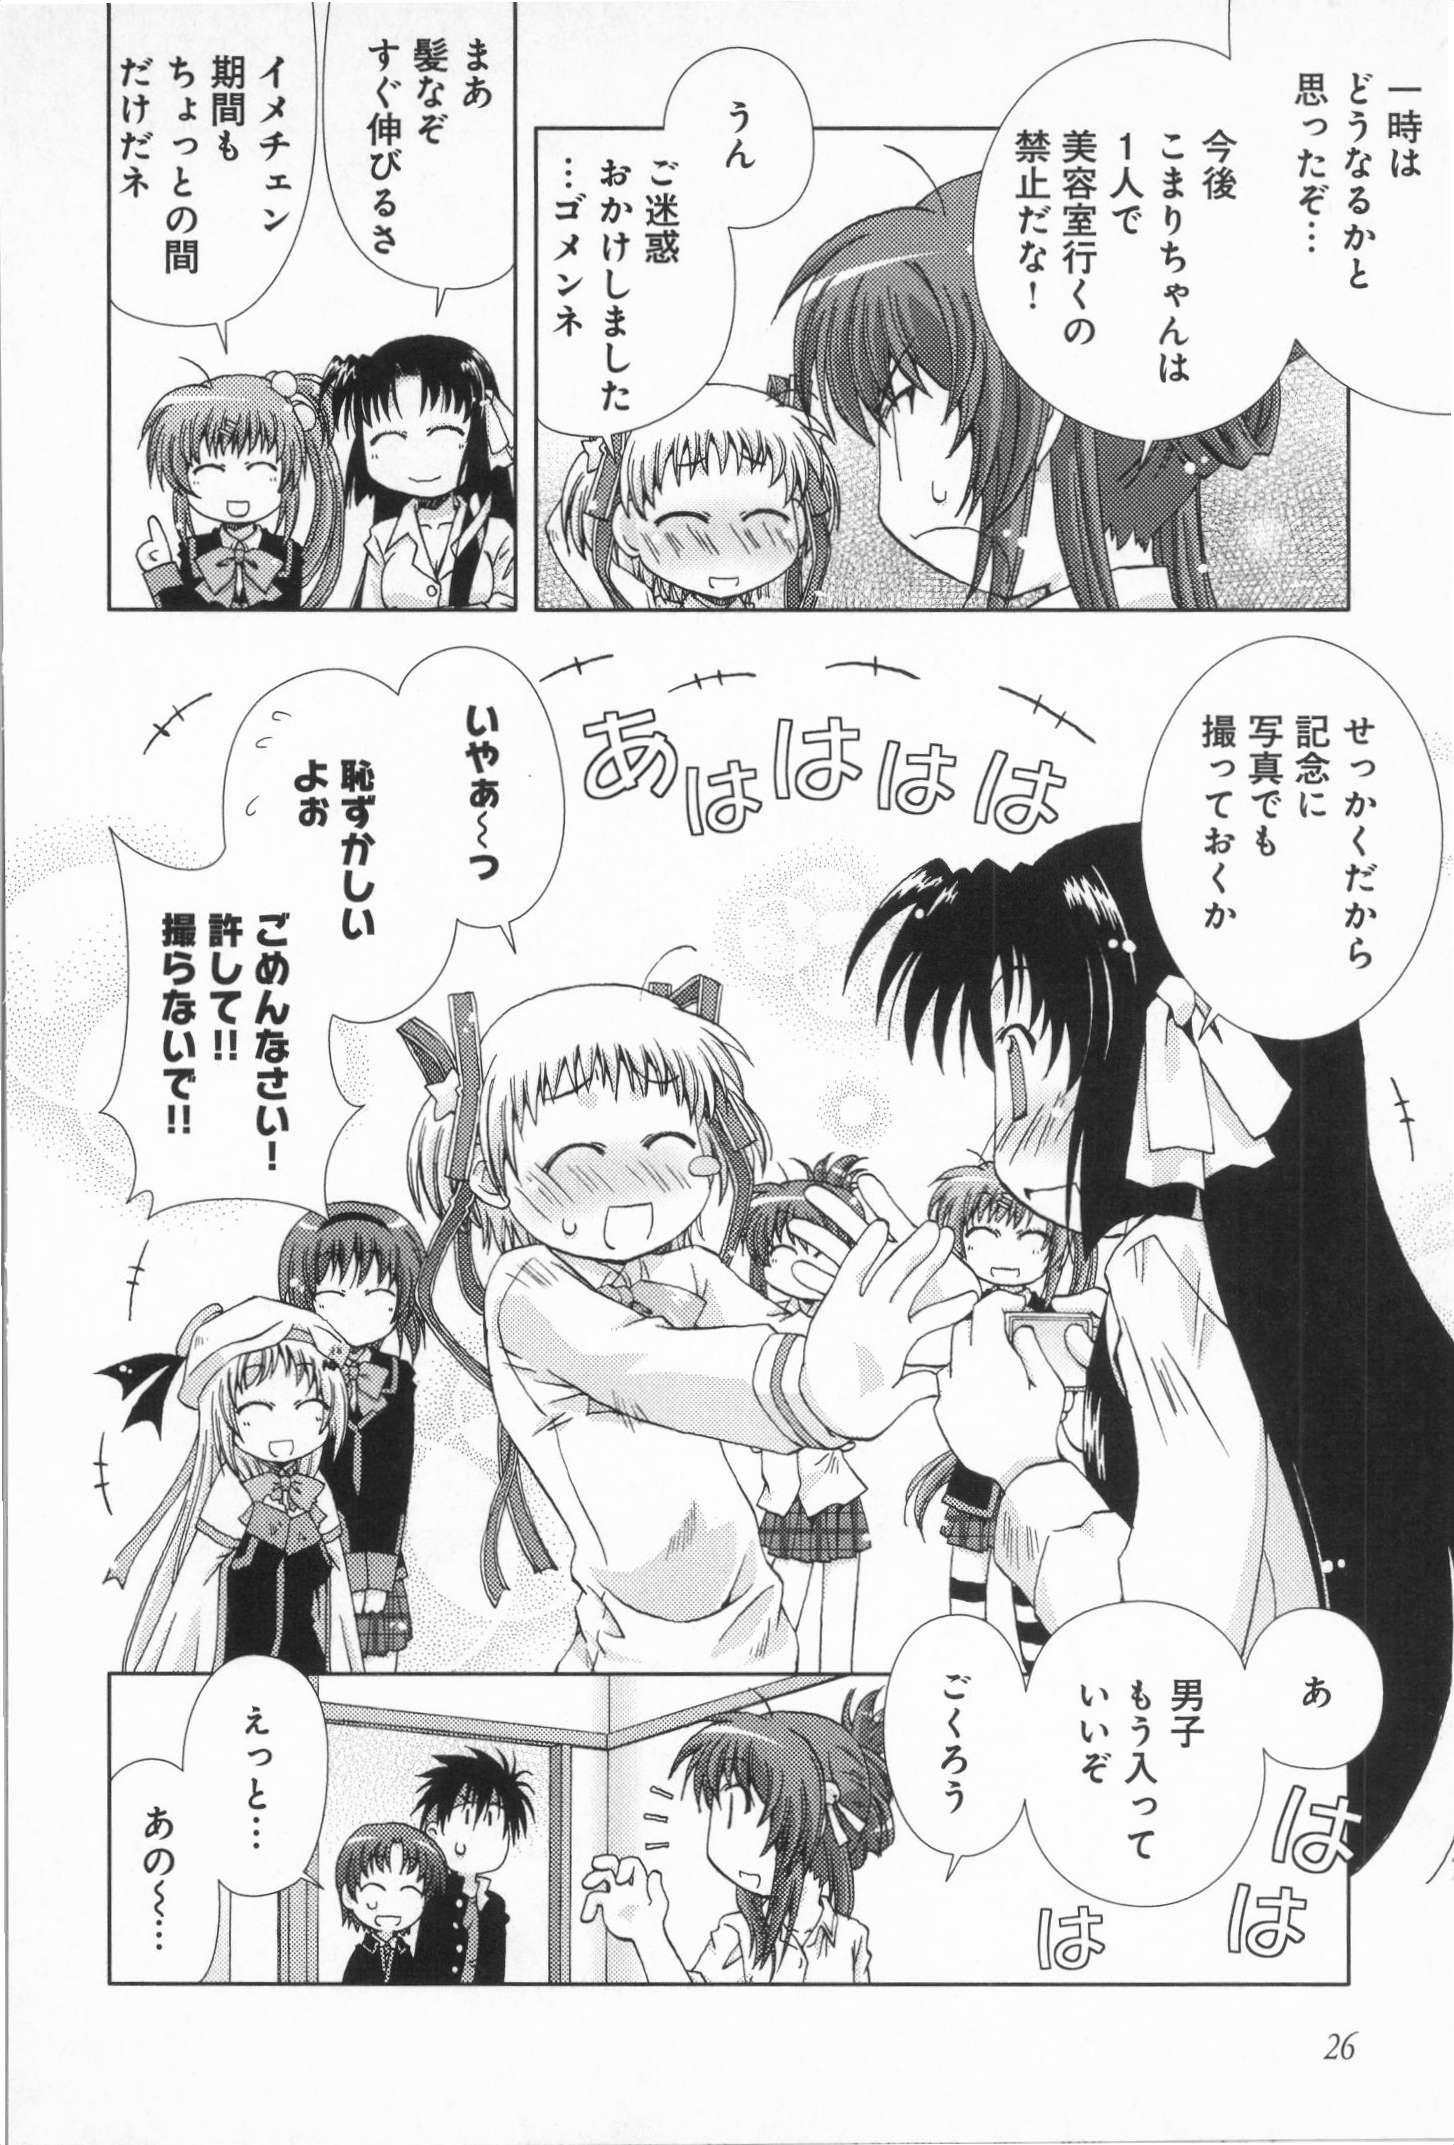 一時は
どうなるかと
思ったぞ…
今後
こまりちゃんは
1人で
美容室行くの
禁止だな！
うん
ご迷惑
おかけしました
…ゴメンネ
まあ
髪なぞ
すぐ伸びるさ
イメチェン
期間も
ちょっとの間
だけだネ
せっかくだから
記念に
写真でも
撮っておくか
あははははは
いやぁ〜っ
恥ずかしい
よぉ
ごめんなさい！
許して!!
撮らないで!!
あ
男子
もう入って
いいぞ
ごくろう
はは
は
えっと…
あの〜…
26